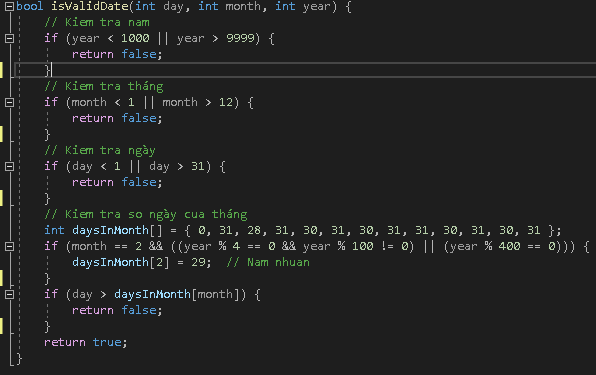 bool isValidDate(int day, int month, int year) {
// Kiem tra nam
if (year < 1000 || year > 9999) {
return false;
}
// Kiem tra tháng
if (month < 1 || month > 12) {
return false;
}
// Kiem tra ngày
if (day < 1 || day > 31) {
return false;
}
// Kiem tra so ngày cua tháng
int daysInMonth[] = { 0, 31, 28, 31, 30, 31, 30, 31, 31, 30, 31, 30, 31 };
if (month == 2 && ((year % 4 == 0 && year % 100 != 0) || (year % 400 == 0))) {
daysInMonth[2] = 29;  // Nam nhuan
}
if (day > daysInMonth[month]) {
return false;
}
return true;
}